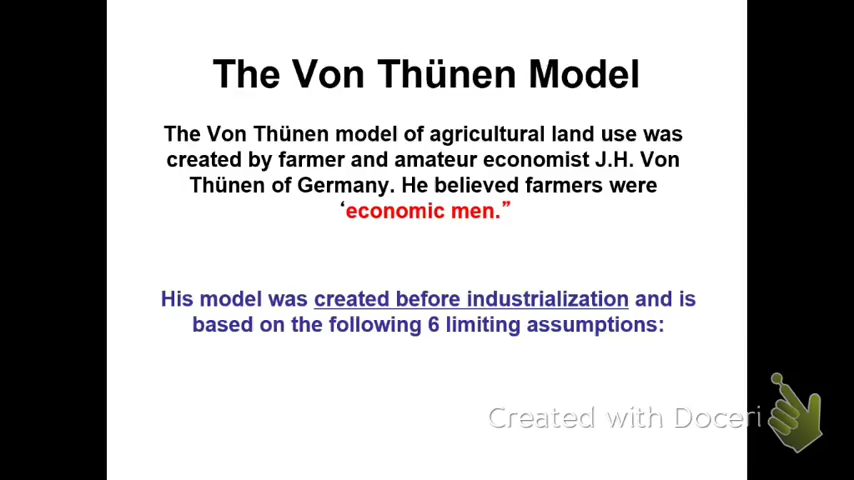 The Von Thünen Model
The Von Thünen model of agricultural land use was
created by farmer and amateur economist J.H. Von
Thünen of Germany. He believed farmers were
‘economic men.”
His model was created before industrialization and is
based on the following 6 limiting assumptions:
Created with Doceri